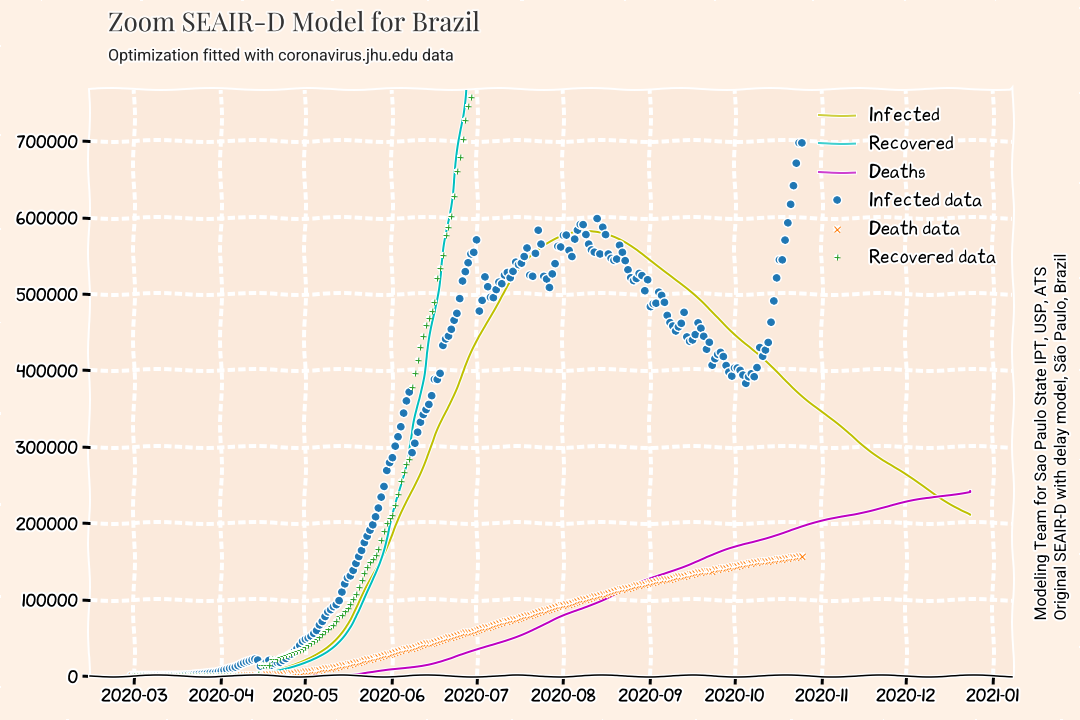 Zoom SEAIR-D Model for Brazil
Optimization fitted with coronavirus.jhu.edu data
Infected
Recovered
Deaths
Infected data
Death data
Recovered data
700000
600000
500000
400000
300000
200000
100000
0
2020-03 2020-04 2020-05 2020-06 2020-07 2020-08 2020-09 2020-10 2020-11 2020-12 2021-01
Modeling Team for Sao Paulo State IPT, USP, ATS
Original SEAIR-D with delay model, São Paulo, Brazil